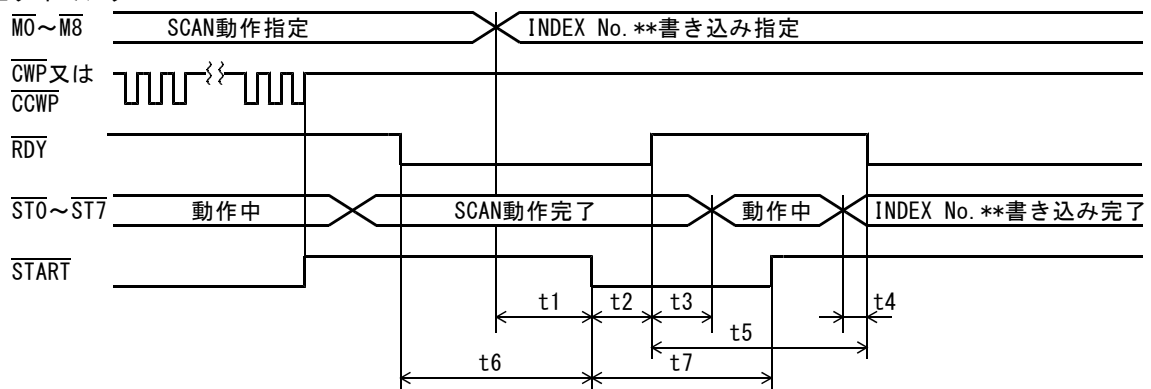 M0~M8 SCAN動作指定 INDEX No.**書き込み指定
CWP又は
CCWP
RDY
ST0~ST7 動作中 SCAN動作完了 動作中 INDEX No.**書き込み完了
START
t1 t2 t3 t4
t5
t6 t7